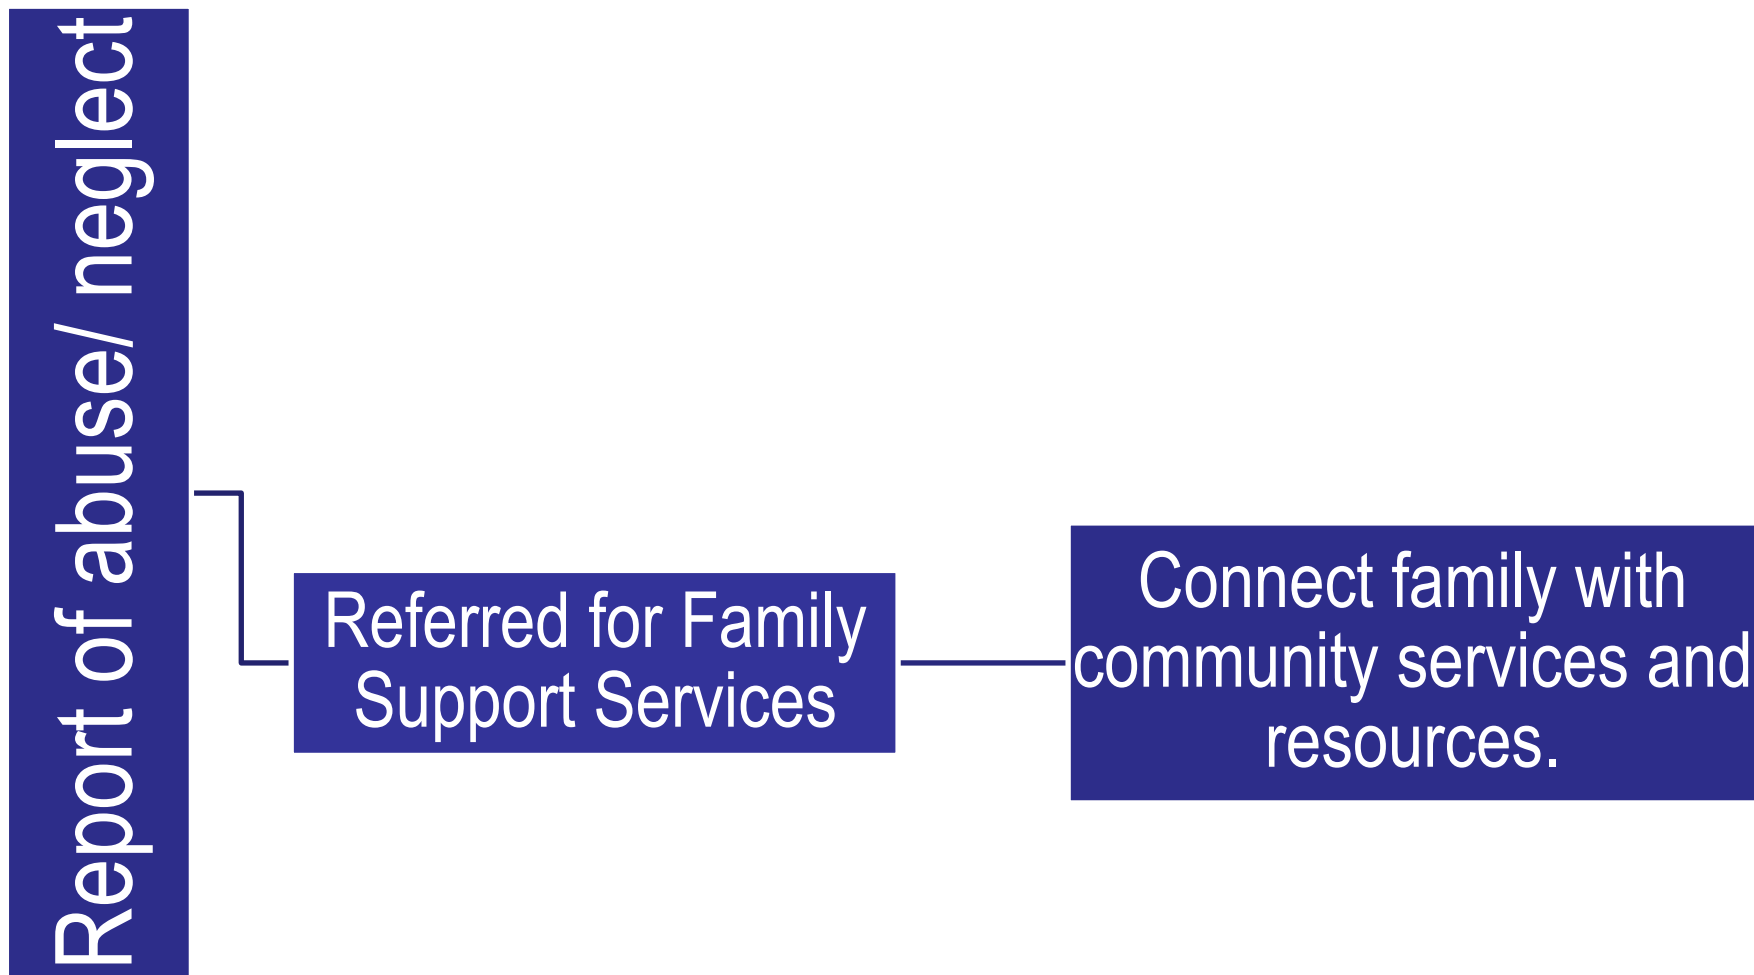 Report of abuse/ neglect
Referred for Family
Support Services
Connect family with
community services and
resources.